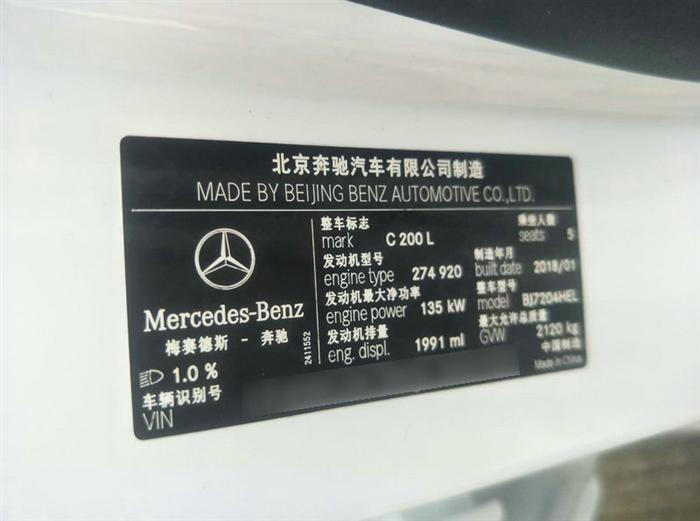 北京奔驰汽车有限公司制造
MADE BY BEIJING BENZ AUTOMOTIVE CO.,LTD.
Mercedes-Benz
梅赛德斯 - 奔驰
1.0 %
2411552
整车标志
mark C 200 L
发动机型号
engine type 274 920
发动机最大净功率
engine power 135 kW
发动机排量
eng. displ. 1991 ml
乘坐人数
seats 5
制造年月
built date 2018/01
整车型号
model BJ7204HEL
最大允许总质量
GVW 2120 kg
中国制造
Made in China
车辆识别号
VIN